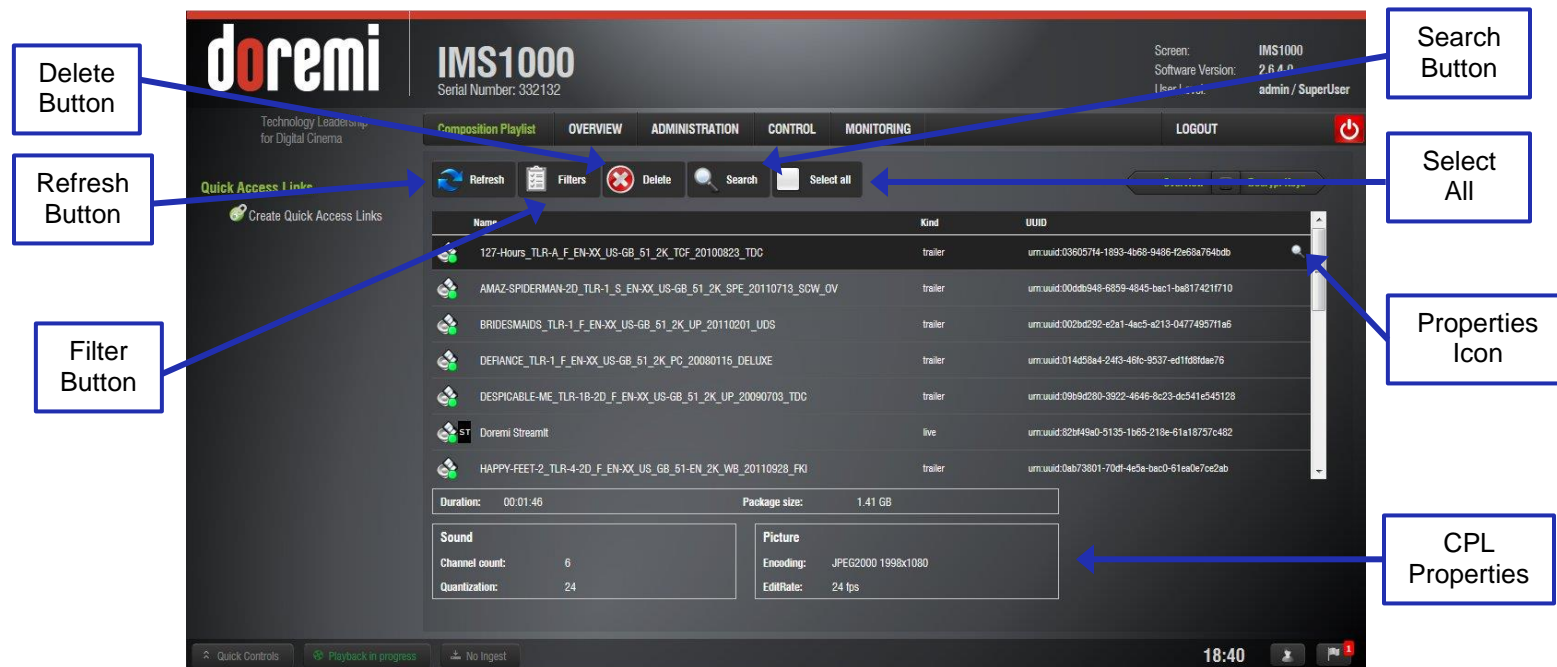 Delete
Button
Refresh
Button
Filter
Button
Search
Button
Select
All
Properties
Icon
CPL
Properties
doremi
Technology Leadership
for Digital Cinema
IMS1000
Serial Number: 332132
Screen: IMS1000
Software Version: 2.6.4-0
User Level: admin / SuperUser
Composition Playlist OVERVIEW ADMINISTRATION CONTROL MONITORING LOGOUT
Quick Access Links
Create Quick Access Links
Refresh Filters Delete Search Select all Overview Decrypt Keys
Name Kind UUID
127-Hours_TLR-A_F_EN-XX_US-GB_51_2K_TCF_20100823_TDC trailer urn:uuid:036057f4-1893-4b68-9486-f2e68a764bdb
AMAZ-SPIDERMAN-2D_TLR-1_S_EN-XX_US-GB_51_2K_SPE_20110713_SCW_OV trailer urn:uuid:00ddb948-6859-4845-bac1-ba817421f710
BRIDESMAIDS_TLR-1_F_EN-XX_US-GB_51_2K_UP_20110201_UDS trailer urn:uuid:002bd292-e2a1-4ac5-a213-04774957f1a6
DEFIANCE_TLR-1_F_EN-XX_US-GB_51_2K_PC_20080115_DELUXE trailer urn:uuid:014d58a4-24f3-46fc-9537-ed1fd8fdae76
DESPICABLE-ME_TLR-1B-2D_F_EN-XX_US-GB_51_2K_UP_20090703_TDC trailer urn:uuid:09b9d280-3922-4646-8c23-dc541e545128
ST Doremi StreamIt live urn:uuid:82bf49a0-5135-1b65-218e-61a18757c482
HAPPY-FEET-2_TLR-4-2D_F_EN-XX_US_GB_51-EN_2K_WB_20110928_FKI trailer urn:uuid:0ab73801-70df-4e5a-bac0-61ea0e7ce2ab
Duration: 00:01:46 Package size: 1.41 GB
Sound
Channel count: 6
Quantization: 24
Picture
Encoding: JPEG2000 1998x1080
EditRate: 24 fps
Quick Controls Playback in progress No Ingest 18:40 1